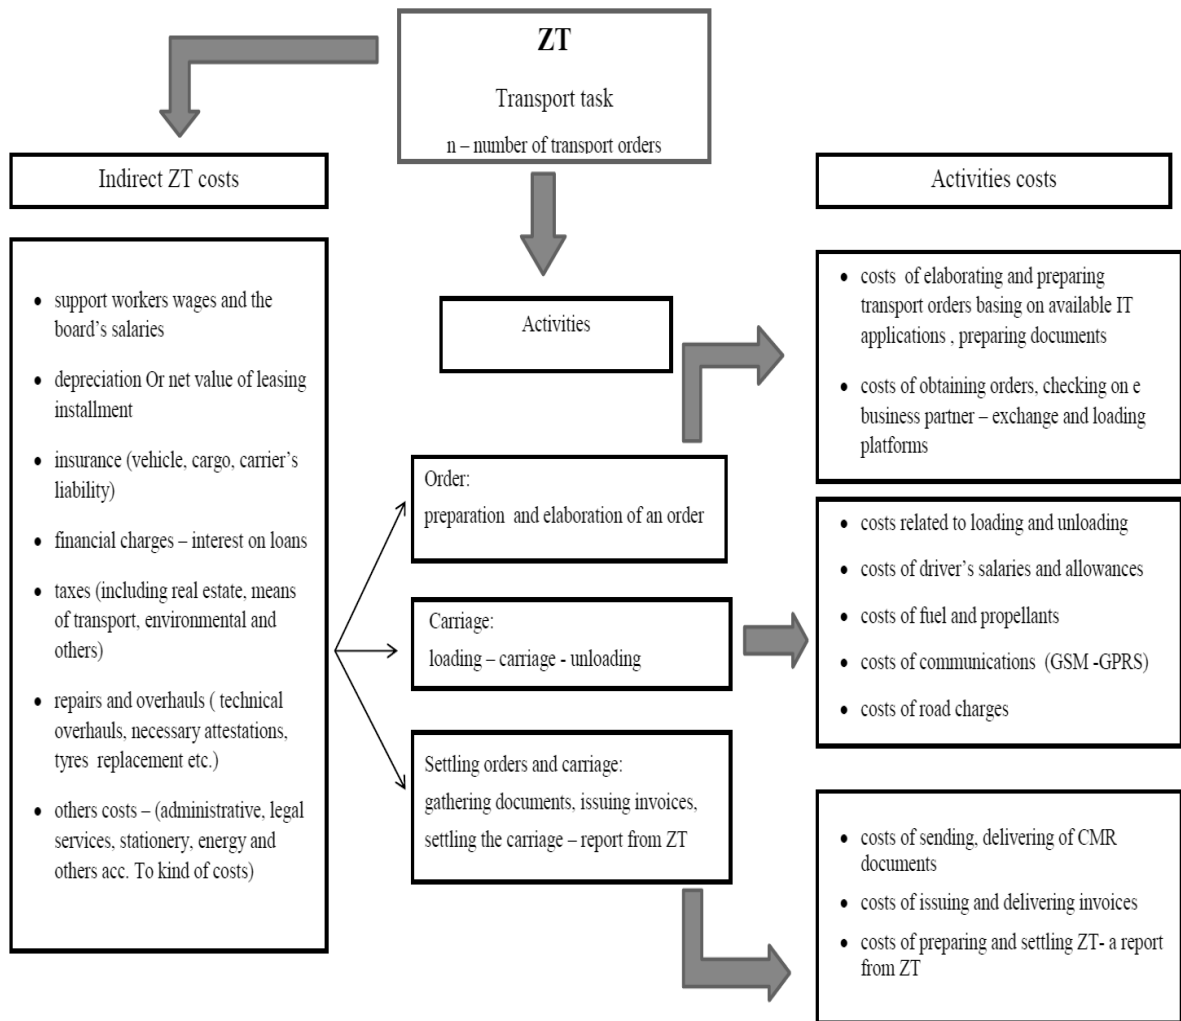 ZT
Transport task
n – number of transport orders
Indirect ZT costs
Activities costs
• support workers wages and the
board’s salaries
• depreciation Or net value of leasing
installment
• insurance (vehicle, cargo, carrier’s
liability)
• financial charges – interest on loans
• taxes (including real estate, means
of transport, environmental and
others)
• repairs and overhauls ( technical
overhauls, necessary attestations,
tyres replacement etc.)
• others costs – (administrative, legal
services, stationery, energy and
others acc. To kind of costs)
Activities
Order:
preparation and elaboration of an order
Carriage:
loading – carriage - unloading
Settling orders and carriage:
gathering documents, issuing invoices,
settling the carriage – report from ZT
• costs of elaborating and preparing
transport orders basing on available IT
applications , preparing documents
• costs of obtaining orders, checking on e
business partner – exchange and loading
platforms
• costs related to loading and unloading
• costs of driver’s salaries and allowances
• costs of fuel and propellants
• costs of communications (GSM -GPRS)
• costs of road charges
• costs of sending, delivering of CMR
documents
• costs of issuing and delivering invoices
• costs of preparing and settling ZT- a report
from ZT